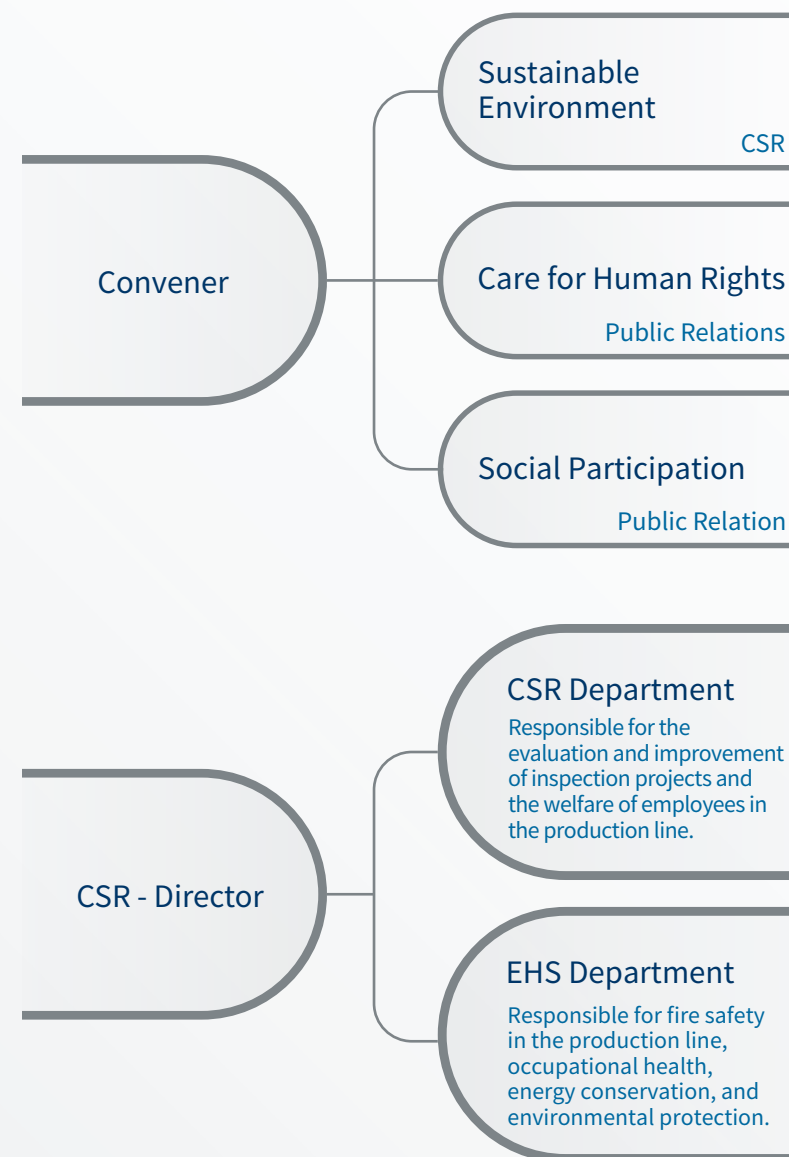 Convener
Sustainable
Environment
CSR
Care for Human Rights
Public Relations
Social Participation
Public Relation
CSR - Director
CSR Department
Responsible for the
evaluation and improvement
of inspection projects and
the welfare of employees in
the production line.
EHS Department
Responsible for fire safety
in the production line,
occupational health,
energy conservation, and
environmental protection.